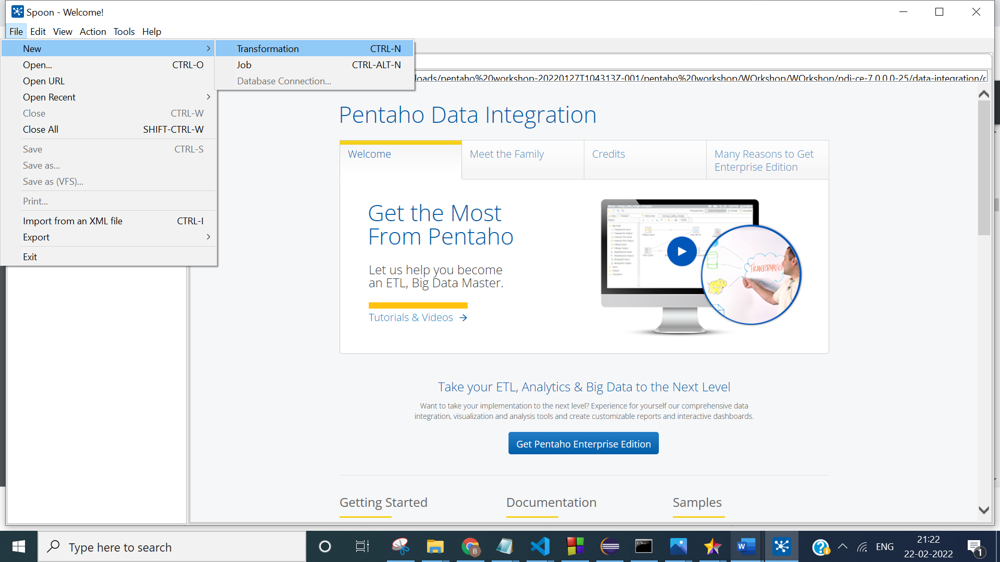 Spoon - Welcome!
File Edit View Action Tools Help
New
Open... CTRL-O
Open URL
Open Recent
Close CTRL-W
Close All SHIFT-CTRL-W
Save CTRL-S
Save as...
Save as (VFS)...
Print...
Import from an XML file CTRL-I
Export
Exit
Transformation CTRL-N
Job CTRL-ALT-N
Database Connection...
loads/pentaho%20workshop-20220127T104313Z-001/pentaho%20workshop/WOrkshop/WOrkshop/pdi-ce-7.0.0.0-25/data-integration/
Pentaho Data Integration
Welcome
Meet the Family
Credits
Many Reasons to Get
Enterprise Edition
Get the Most
From Pentaho
Let us help you become
an ETL, Big Data Master.
Tutorials & Videos →
TRANSFORMATION
Take your ETL, Analytics & Big Data to the Next Level
Want to take your implementation to the next level? Experience for yourself our comprehensive data
integration, visualization and analysis tools and create customizable reports and interactive dashboards.
Get Pentaho Enterprise Edition
Getting Started
Documentation
Samples
Type here to search
B
W
ENG
21:22
22-02-2022
1